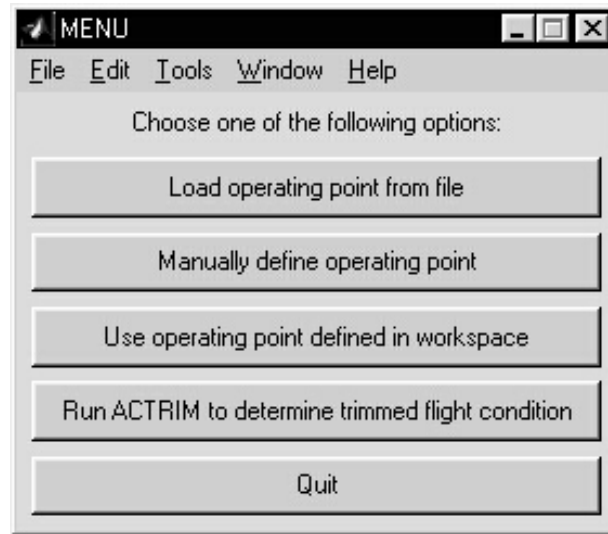 MENU
File Edit Tools Window Help
Choose one of the following options:
Load operating point from file
Manually define operating point
Use operating point defined in workspace
Run ACTRIM to determine trimmed flight condition
Quit